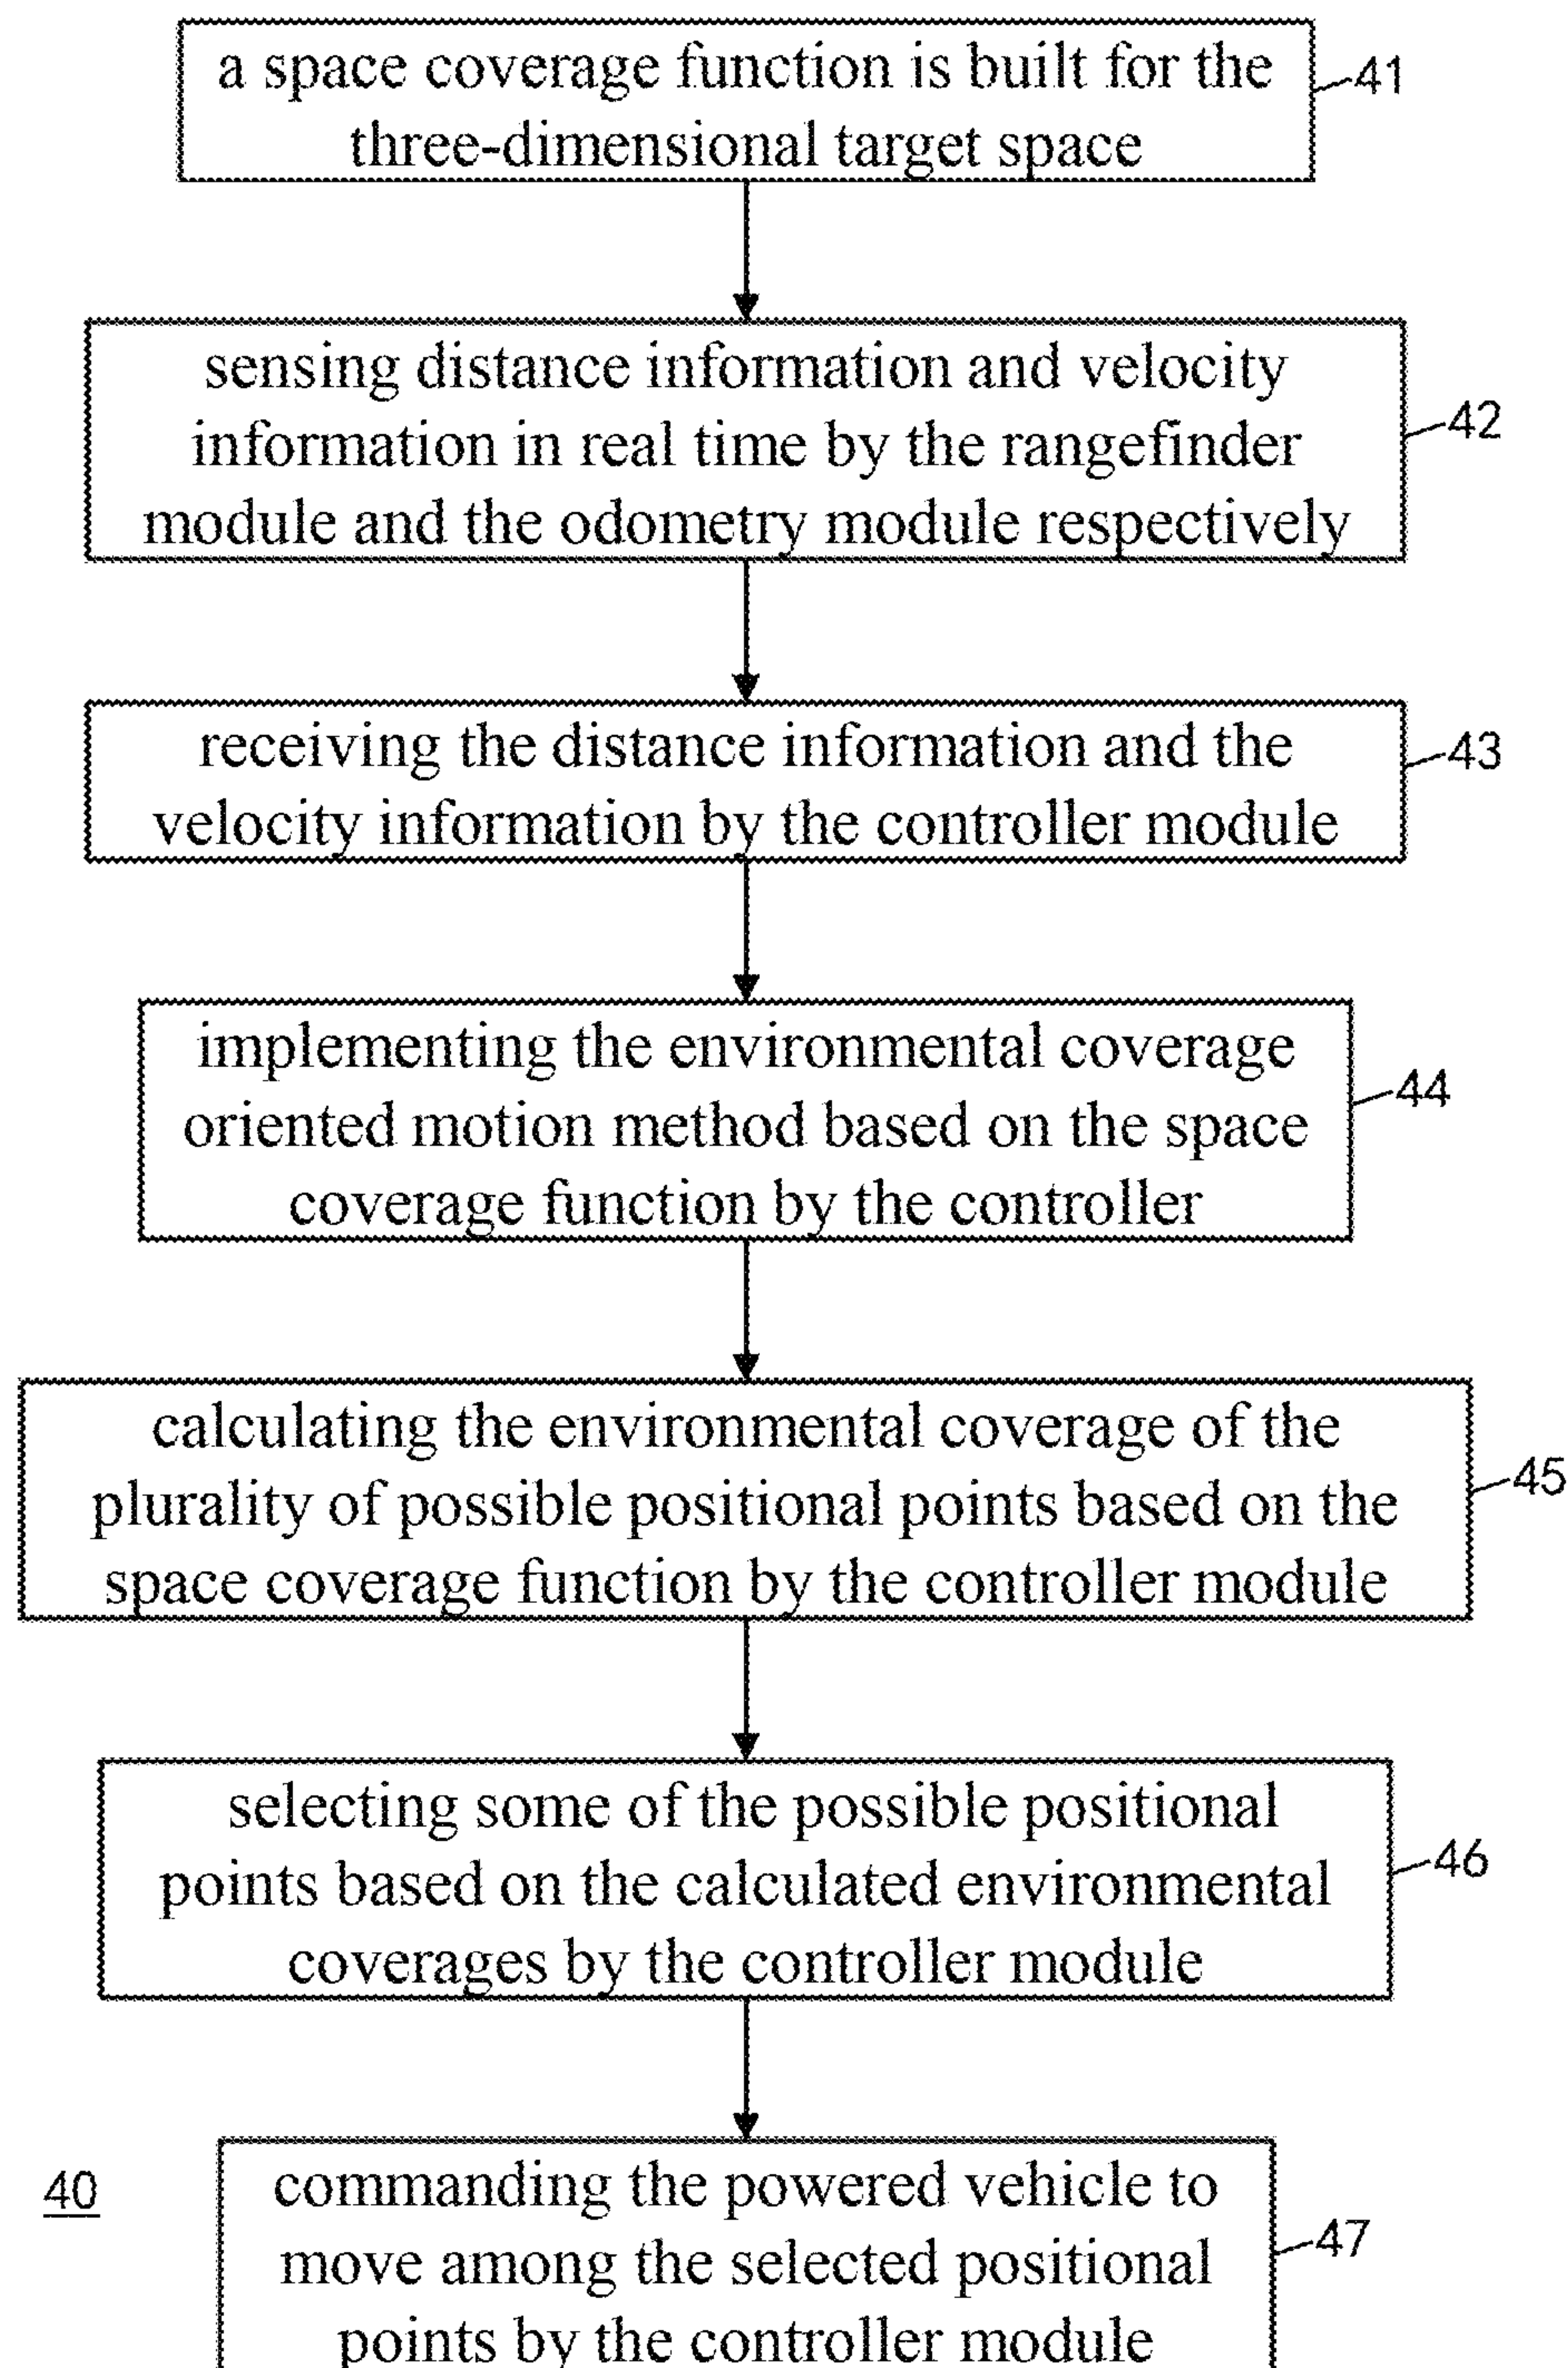 a space coverage function is built for the
three-dimensional target space
41
sensing distance information and velocity
information in real time by the rangefinder
module and the odometry module respectively
42
receiving the distance information and the
velocity information by the controller module
43
implementing the environmental coverage
oriented motion method based on the space
coverage function by the controller
44
calculating the environmental coverage of the
plurality of possible positional points based on the
space coverage function by the controller module
45
selecting some of the possible positional
points based on the calculated environmental
coverages by the controller module
46
40
commanding the powered vehicle to
move among the selected positional
points by the controller module
47